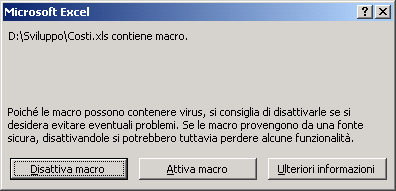 Microsoft Excel
D:\Sviluppo\Costi.xls contiene macro.
Poiché le macro possono contenere virus, si consiglia di disattivarle se si
desidera evitare eventuali problemi. Se le macro provengono da una fonte
sicura, disattivandole si potrebbero tuttavia perdere alcune funzionalità.
Disattiva macro Attiva macro Ulteriori informazioni